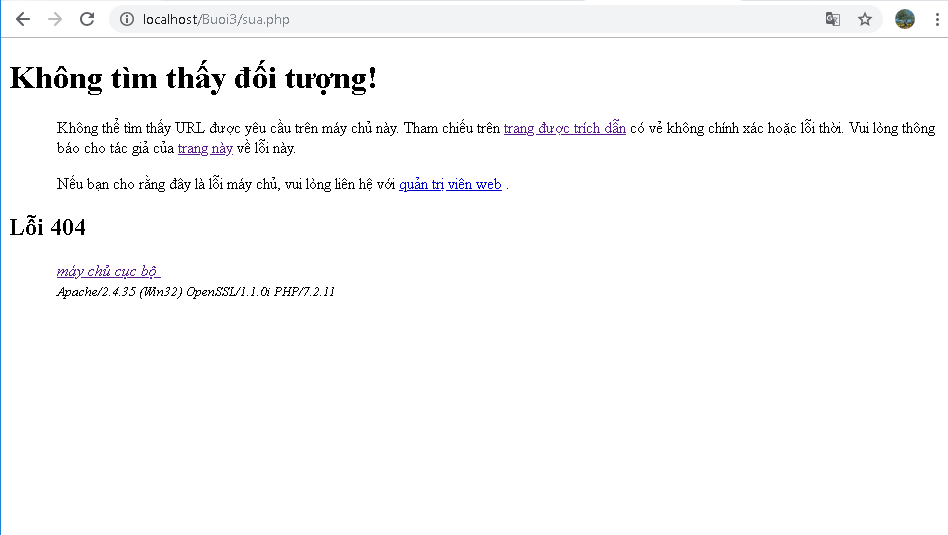 localhost/Buoi3/sua.php
Không tìm thấy đối tượng!
Không thể tìm thấy URL được yêu cầu trên máy chủ này. Tham chiếu trên trang được trích dẫn có vẻ không chính xác hoặc lỗi thời. Vui lòng thông
báo cho tác giả của trang này về lỗi này.
Nếu bạn cho rằng đây là lỗi máy chủ, vui lòng liên hệ với quản trị viên web .
Lỗi 404
máy chủ cục bộ
Apache/2.4.35 (Win32) OpenSSL/1.1.0i PHP/7.2.11